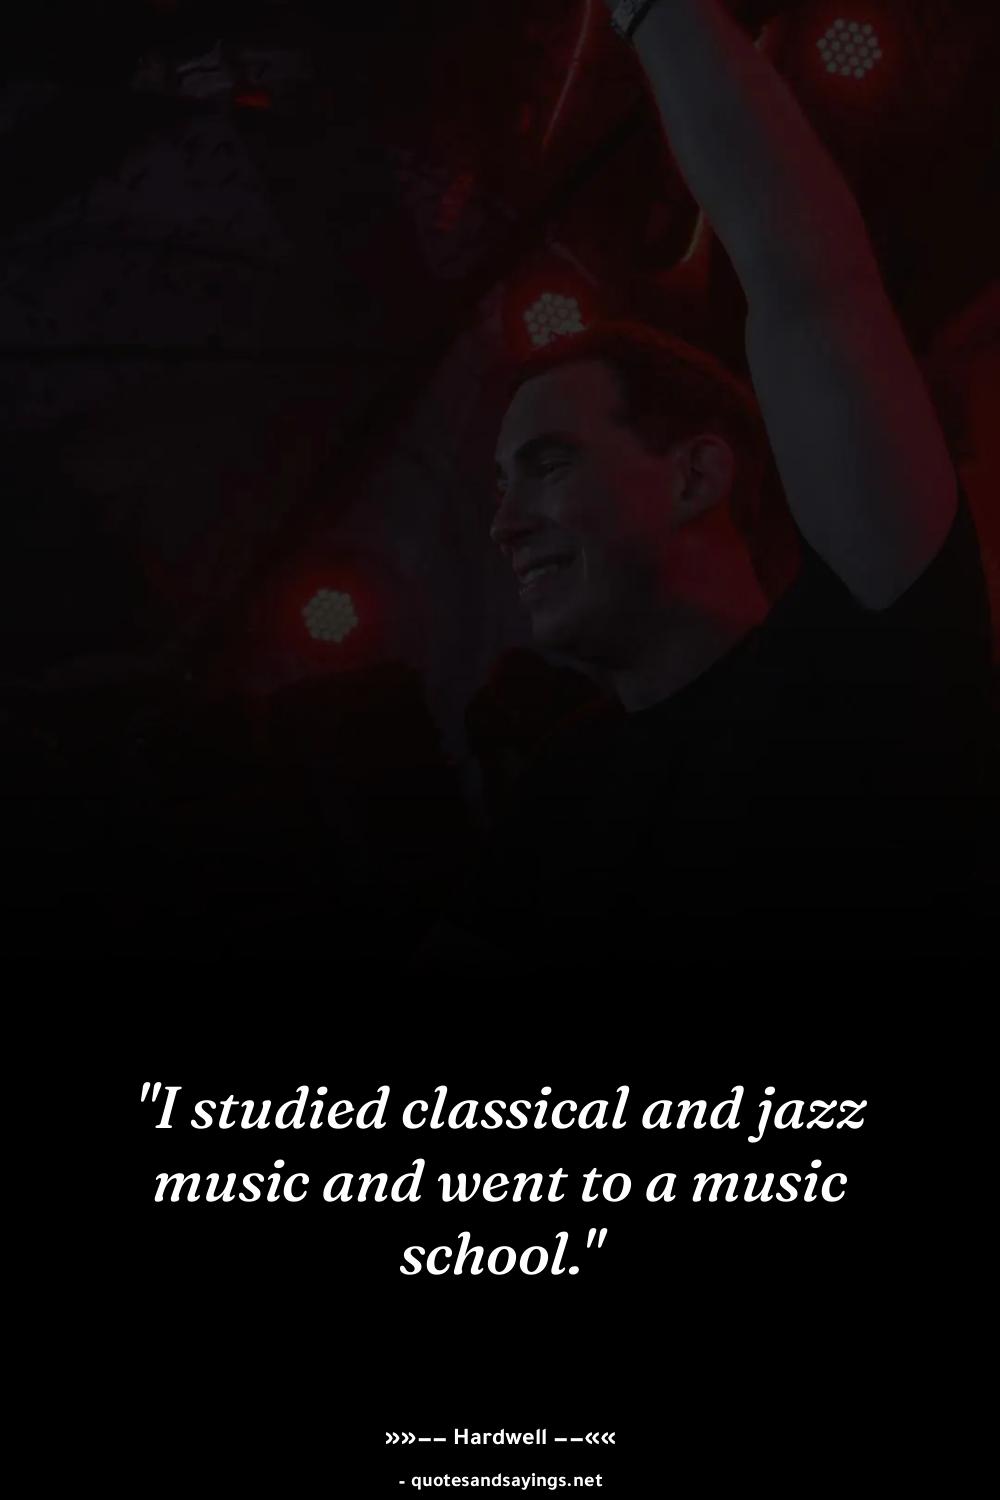 "I studied classical and jazz
music and went to a music
school."
»»−− Hardwell −−««
- quotesandsayings.net